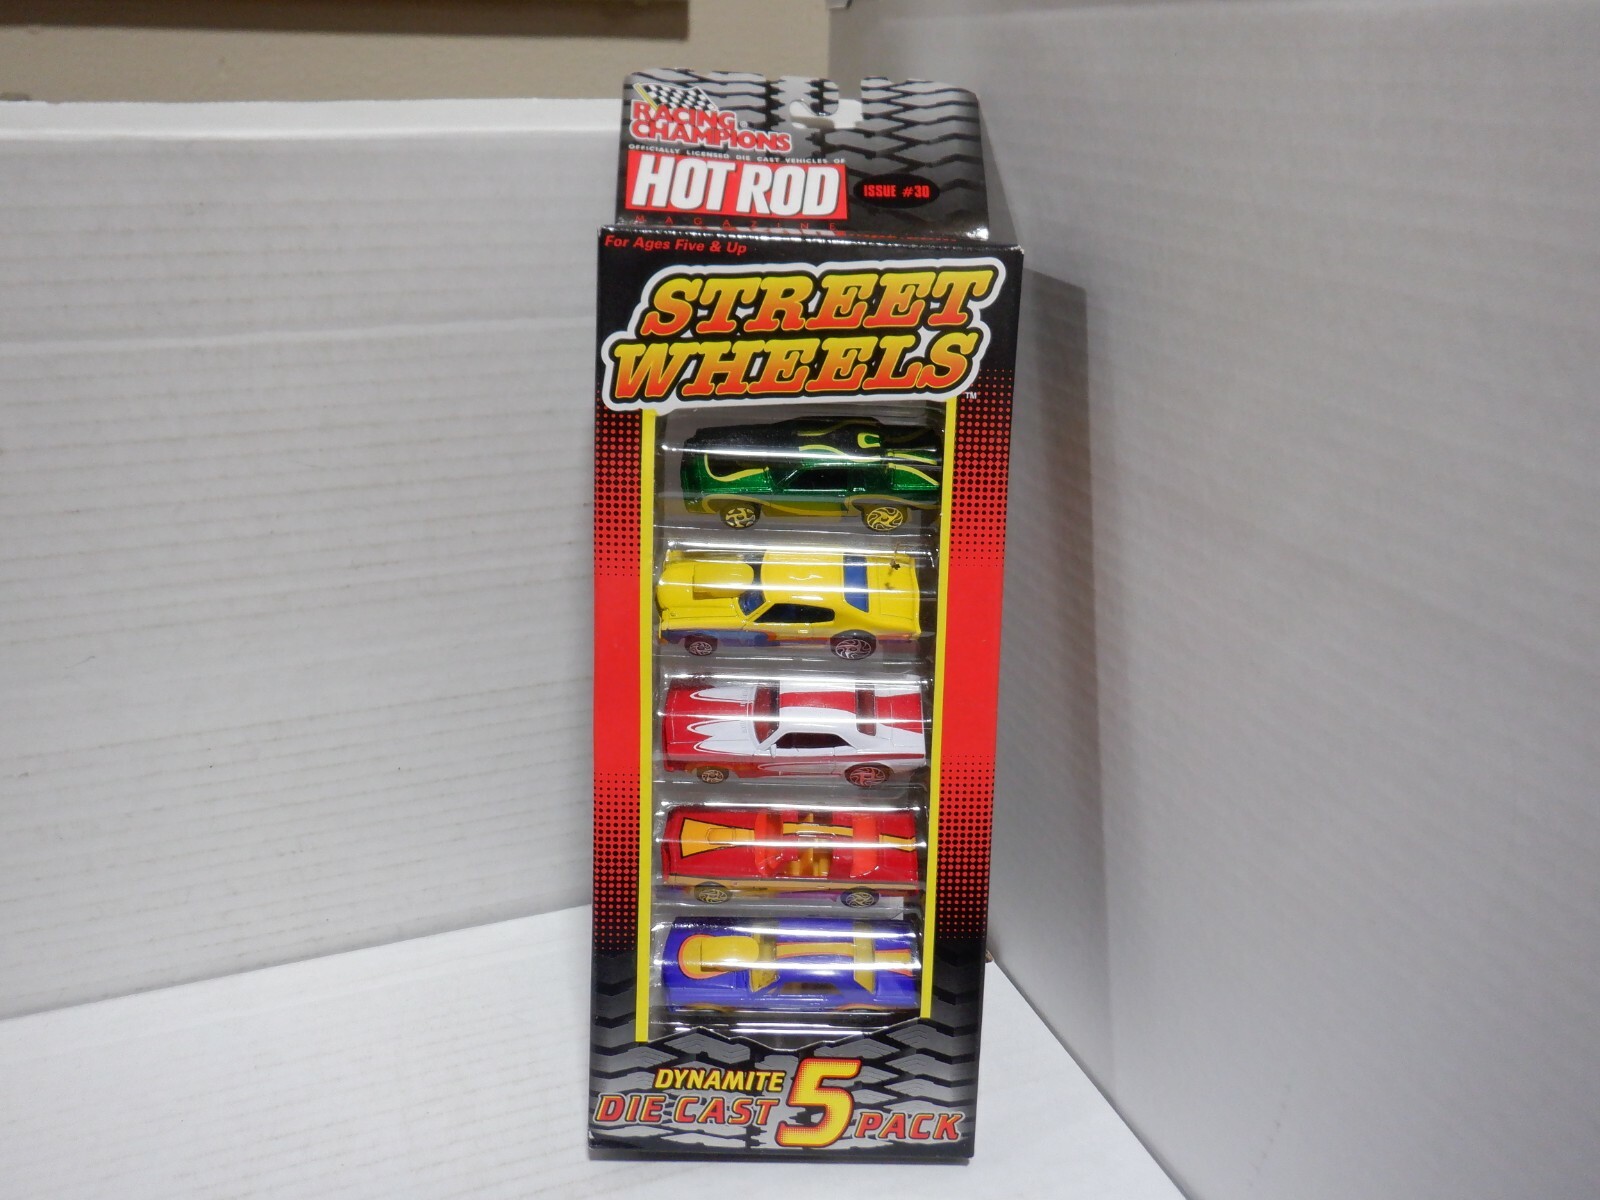 RACING
CHAMPIONS
OFFICIALLY LICENSED DIE CAST VEHICLES OF
HOT ROD
MAGAZINE
ISSUE #30
For Ages Five & Up
STREET
WHEELS
TM
DYNAMITE
DIE CAST 5 PACK